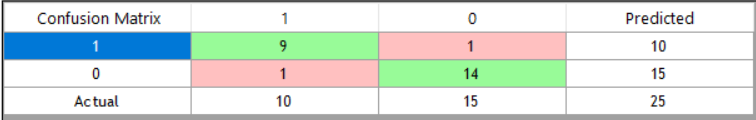 Confusion Matrix 1 0 Predicted
1 9 1 10
0 1 14 15
Actual 10 15 25